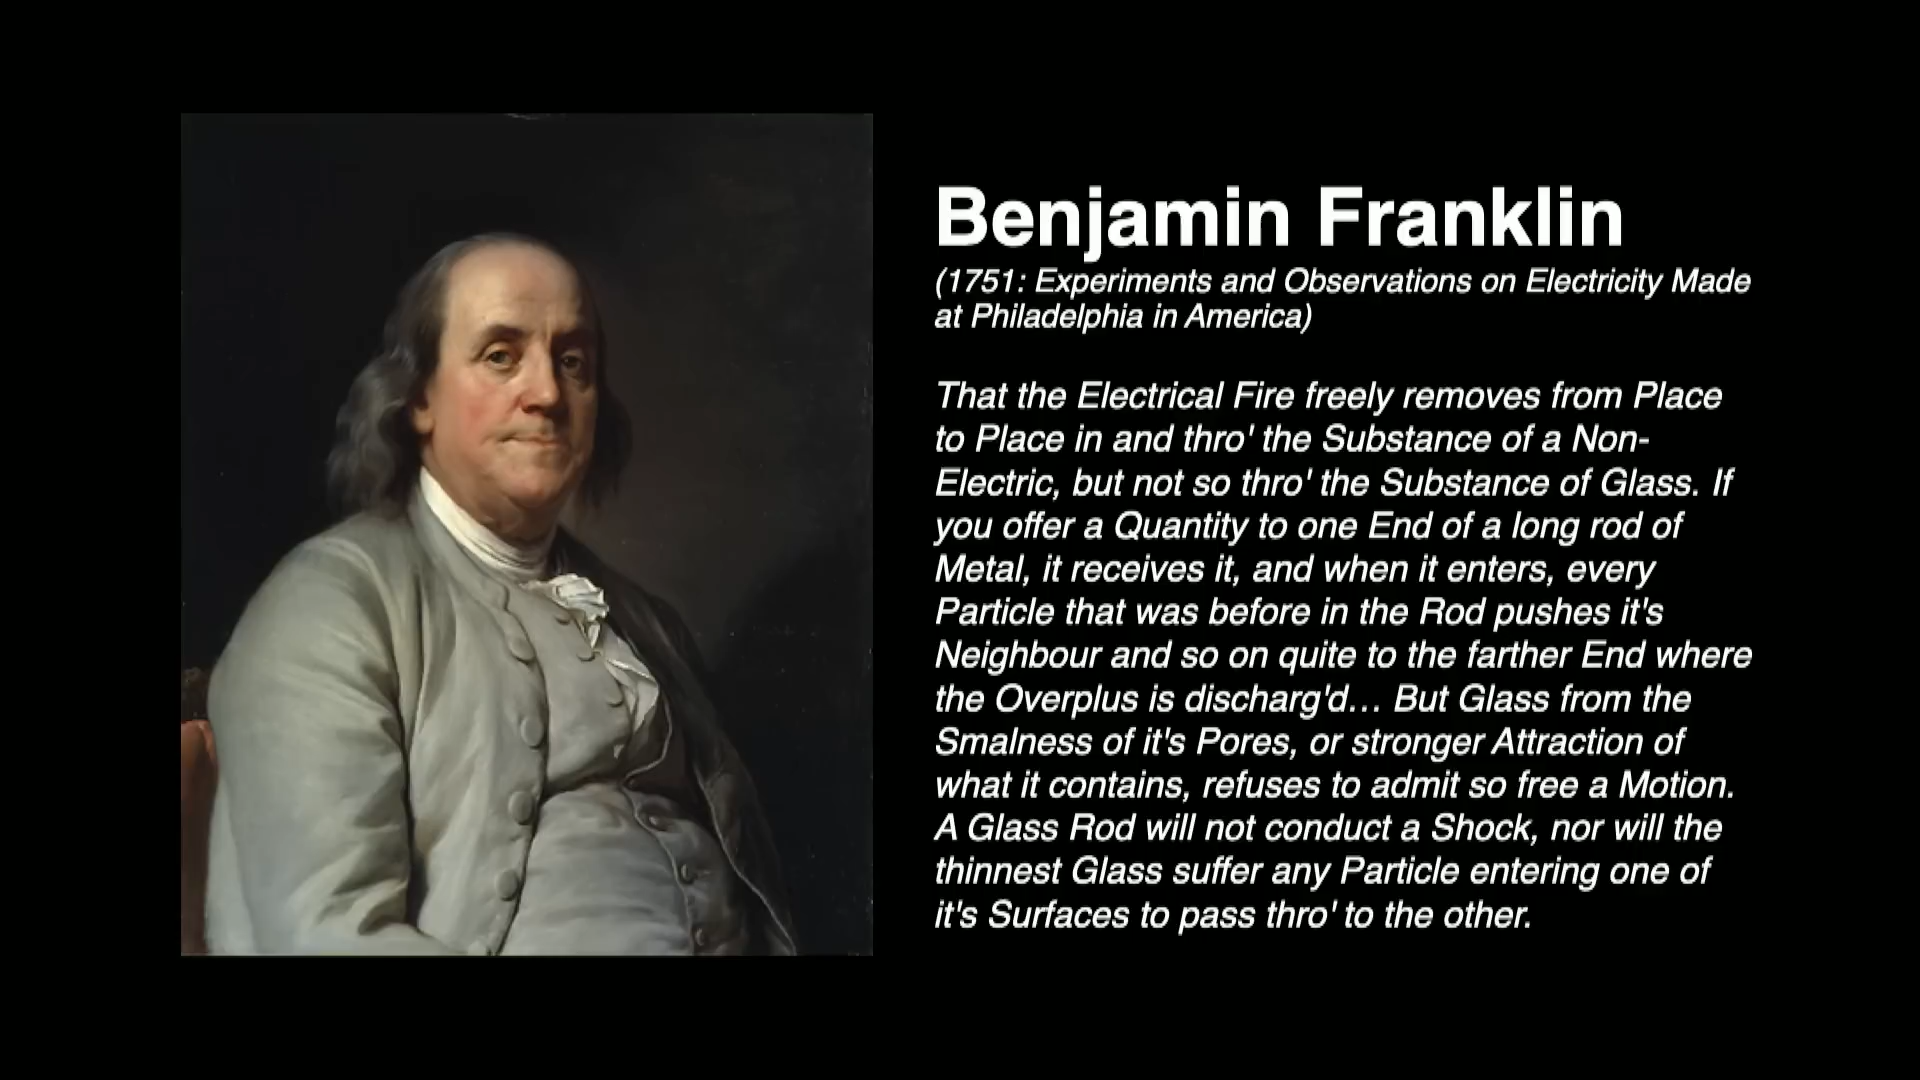 Benjamin Franklin
(1751: Experiments and Observations on Electricity Made
at Philadelphia in America)
That the Electrical Fire freely removes from Place
to Place in and thro' the Substance of a Non-
Electric, but not so thro' the Substance of Glass. If
you offer a Quantity to one End of a long rod of
Metal, it receives it, and when it enters, every
Particle that was before in the Rod pushes it's
Neighbour and so on quite to the farther End where
the Overplus is discharg'd… But Glass from the
Smalness of it's Pores, or stronger Attraction of
what it contains, refuses to admit so free a Motion.
A Glass Rod will not conduct a Shock, nor will the
thinnest Glass suffer any Particle entering one of
it's Surfaces to pass thro' to the other.